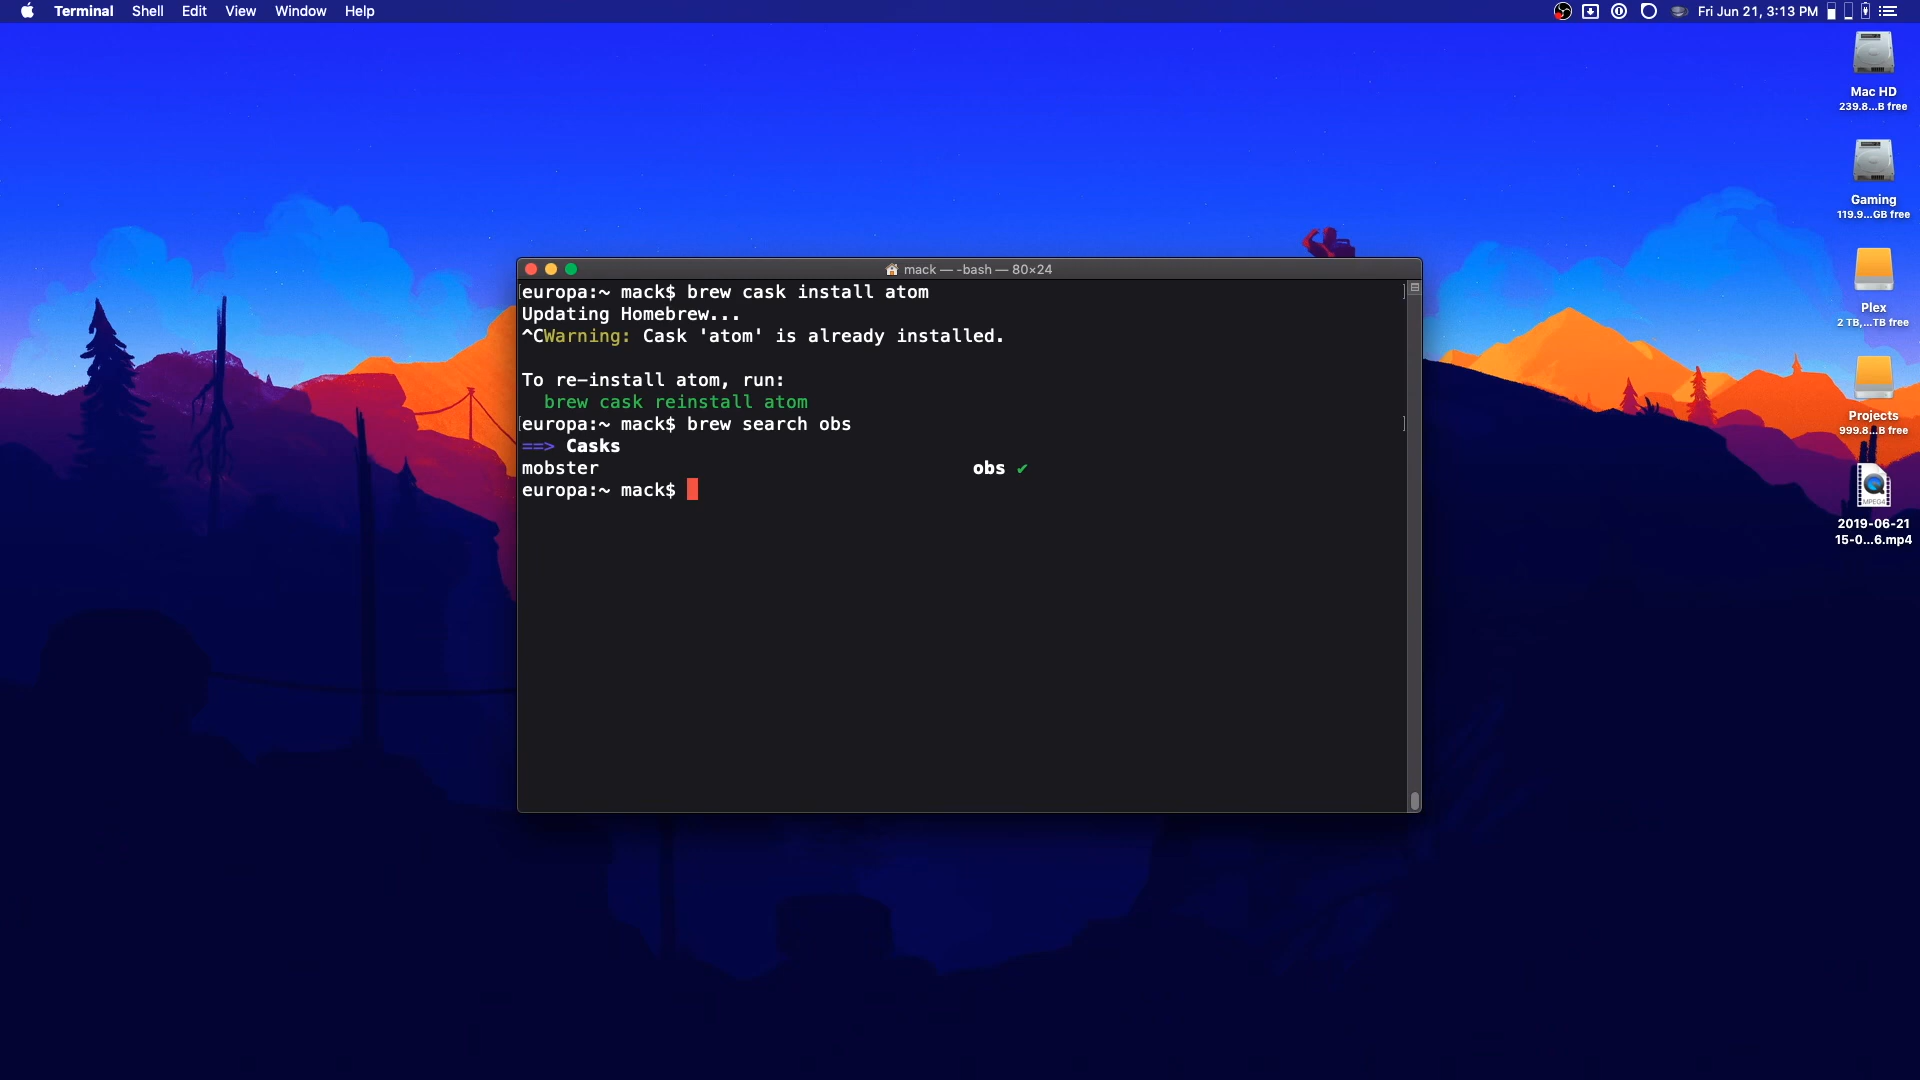 Terminal Shell Edit View Window Help Fri Jun 21, 3:13 PM
Mac HD
239.8...B free
Gaming
119.9...GB free
Plex
2 TB,...TB free
Projects
999.8...B free
MPEG4
2019-06-21
15-0...6.mp4
mack — -bash — 80×24
europa:~ mack$ brew cask install atom
Updating Homebrew...
^CWarning: Cask 'atom' is already installed.
To re-install atom, run:
brew cask reinstall atom
europa:~ mack$ brew search obs
==> Casks
mobster obs ✔
europa:~ mack$